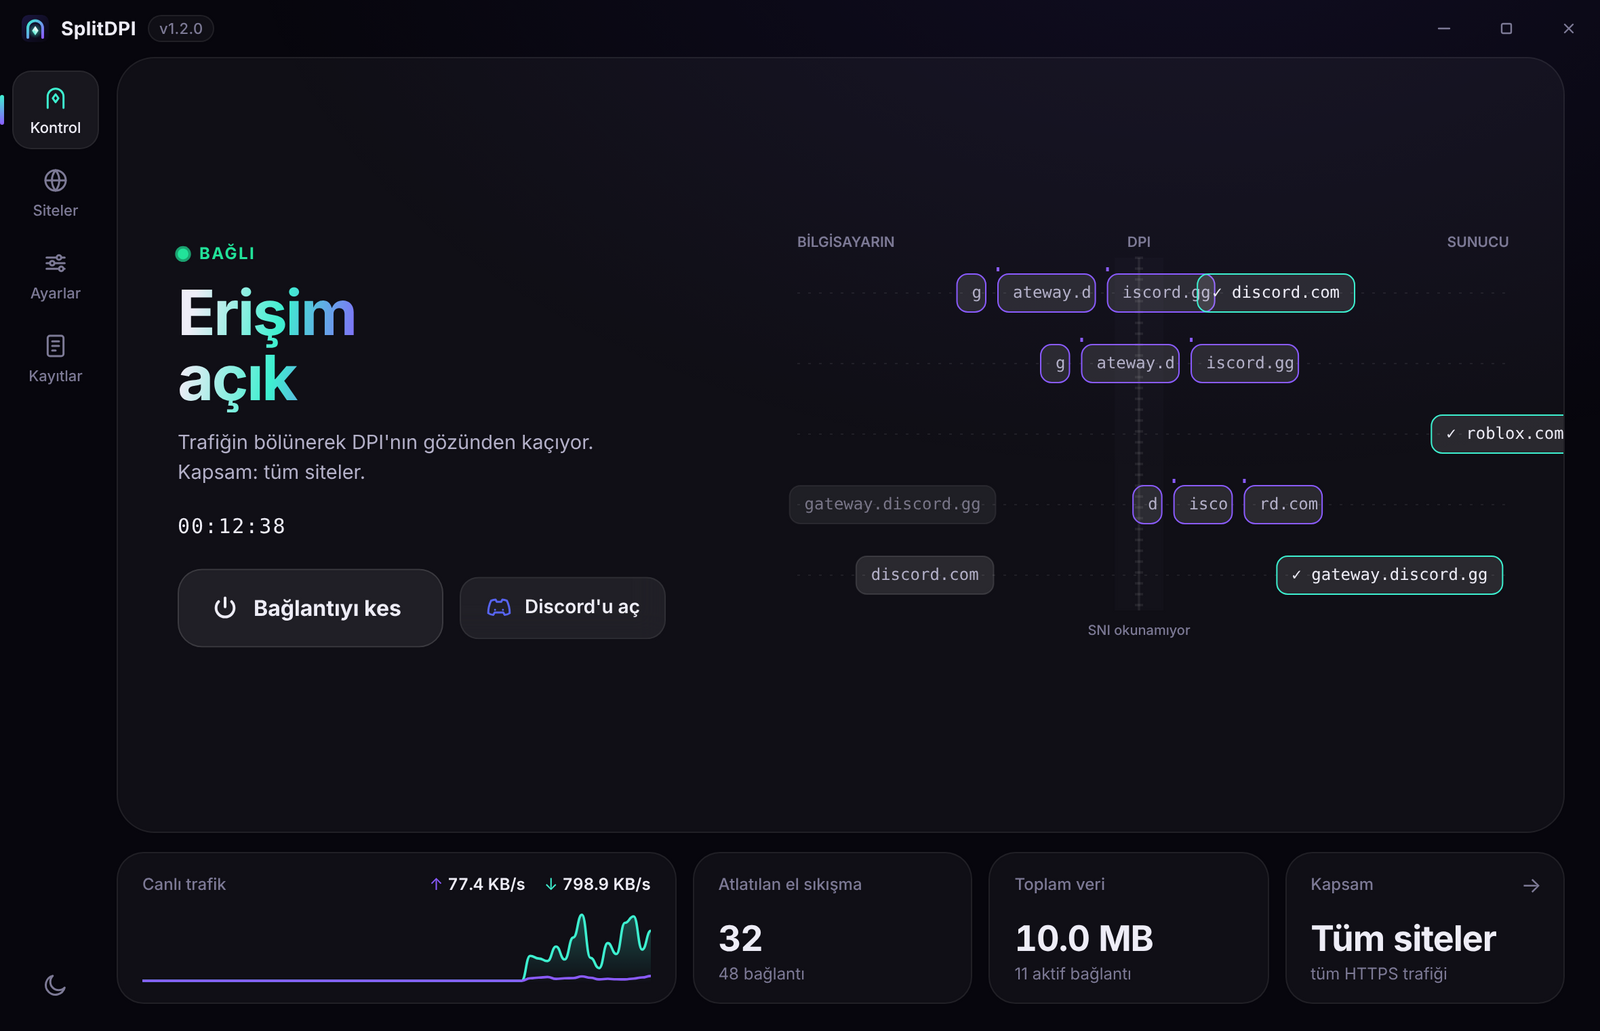 SplitDPI v1.2.0
Kontrol
Siteler
Ayarlar
Kayıtlar
BAĞLI
Erişim
açık
Trafiğin bölünerek DPI'nın gözünden kaçıyor.
Kapsam: tüm siteler.
00:12:38
Bağlantıyı kes
Discord'u aç
BİLGİSAYARIN DPI SUNUCU
g ateway.d iscord.gg ✓ discord.com
g ateway.d iscord.gg
✓ roblox.com
gateway.discord.gg d isco rd.com
discord.com ✓ gateway.discord.gg
SNI okunamıyor
Canlı trafik ↑ 77.4 KB/s ↓ 798.9 KB/s
Atlatılan el sıkışma
32
48 bağlantı
Toplam veri
10.0 MB
11 aktif bağlantı
Kapsam →
Tüm siteler
tüm HTTPS trafiği